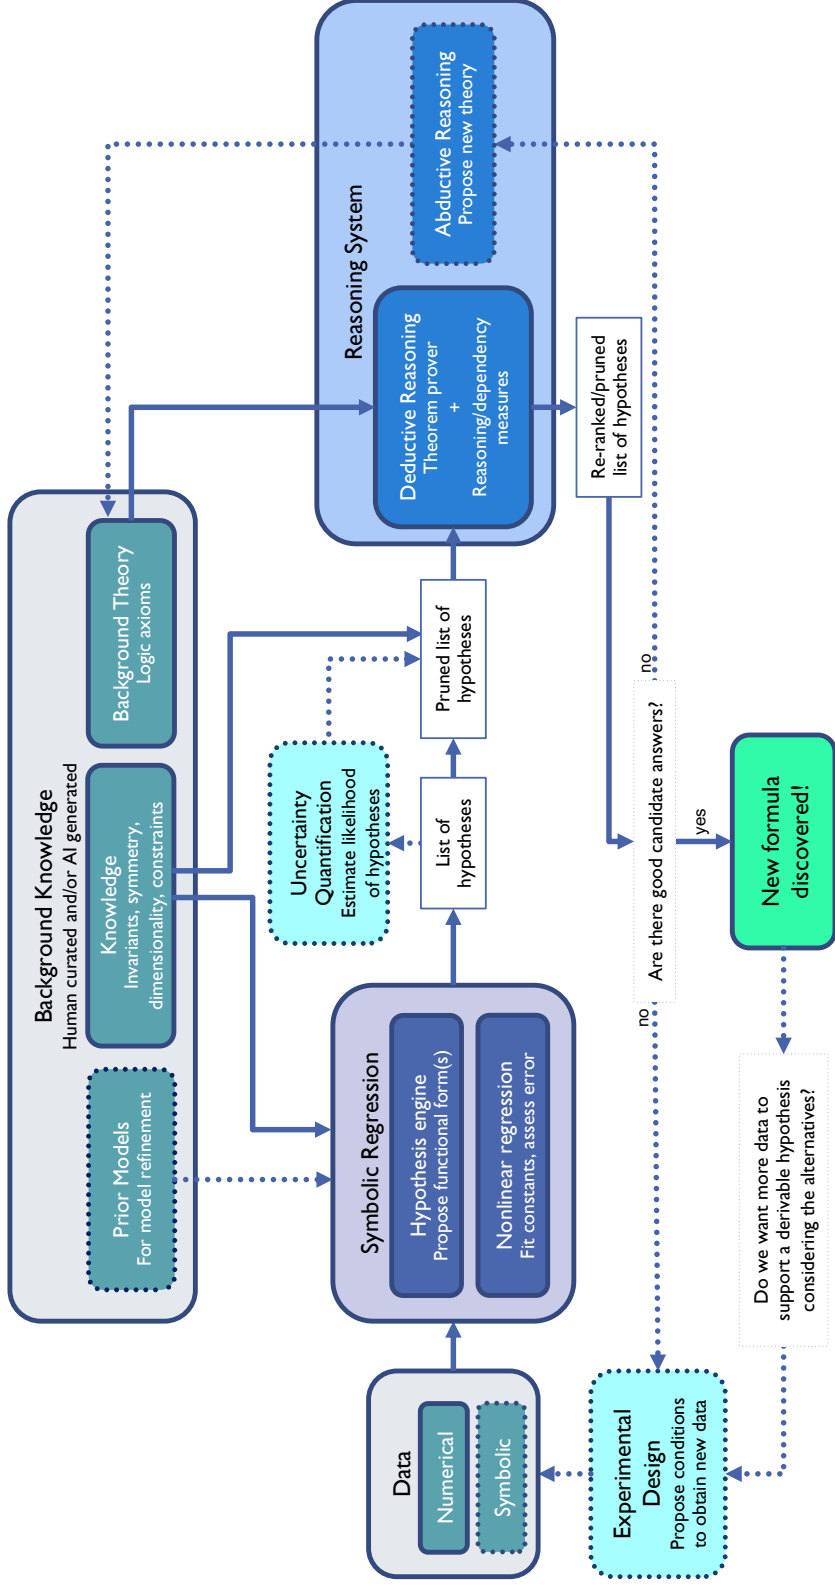 Background Knowledge
Human curated and/or AI generated
Prior Models
For model refinement
Knowledge
Invariants, symmetry,
dimensionality, constraints
Background Theory
Logic axioms
Uncertainty
Quantification
Estimate likelihood
of hypotheses
Data
Numerical
Symbolic
Symbolic Regression
Hypothesis engine
Propose functional form(s)
Nonlinear regression
Fit constants, assess error
List of
hypotheses
Pruned list of
hypotheses
Reasoning System
Deductive Reasoning
Theorem prover
+
Reasoning/dependency
measures
Abductive Reasoning
Propose new theory
Re-ranked/pruned
list of hypotheses
Experimental
Design
Propose conditions
to obtain new data
no
Are there good candidate answers?
no
yes
New formula
discovered!
Do we want more data to
support a derivable hypothesis
considering the alternatives?